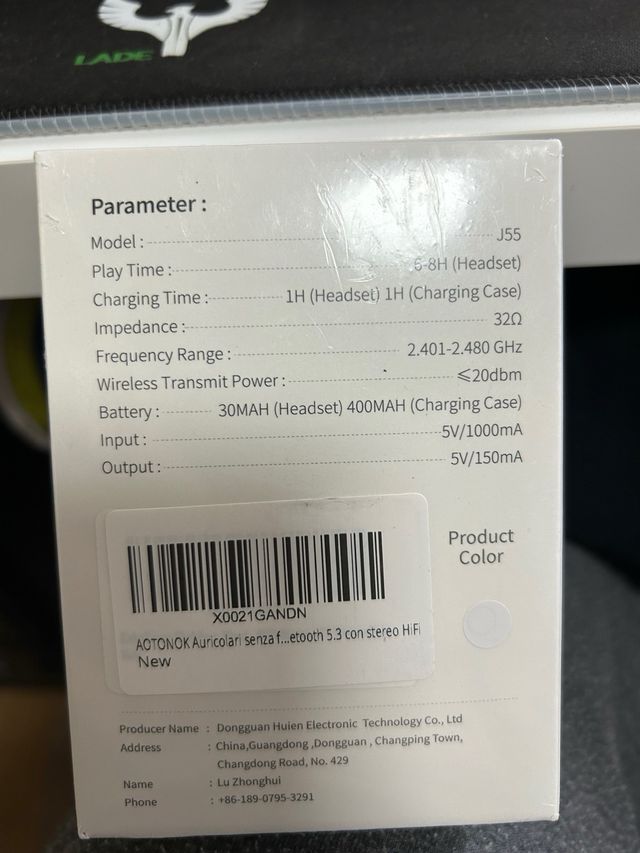 LADE
Parameter :
Model : J55
Play Time : 6-8H (Headset)
Charging Time : 1H (Headset) 1H (Charging Case)
Impedance : 32Ω
Frequency Range : 2.401-2.480 GHz
Wireless Transmit Power : ≤20dbm
Battery : 30MAH (Headset) 400MAH (Charging Case)
Input : 5V/1000mA
Output : 5V/150mA
X0021GANDN
AOTONOK Auricolari senza f...etooth 5.3 con stereo HiFi
New
Product
Color
Producer Name : Dongguan Huien Electronic Technology Co., Ltd
Address : China,Guangdong ,Dongguan , Changping Town,
Changdong Road, No. 429
Name : Lu Zhonghui
Phone : +86-189-0795-3291